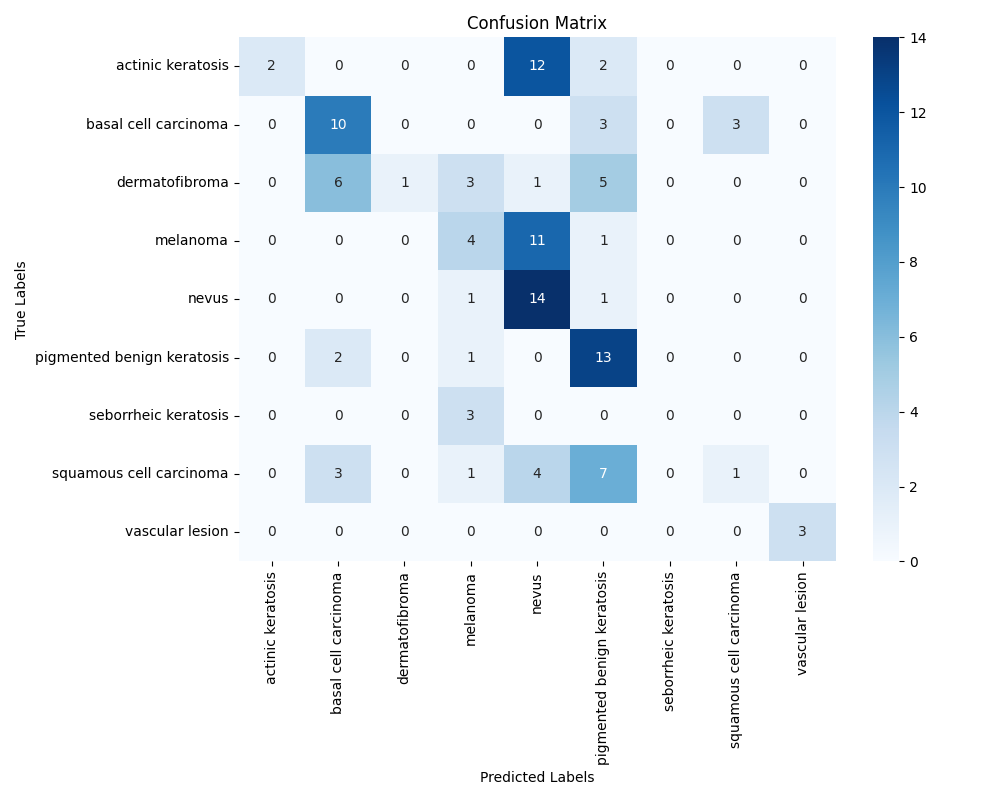 Confusion Matrix
True Labels
actinic keratosis 2 0 0 0 12 2 0 0 0
basal cell carcinoma 0 10 0 0 0 3 0 3 0
dermatofibroma 0 6 1 3 1 5 0 0 0
melanoma 0 0 0 4 11 1 0 0 0
nevus 0 0 0 1 14 1 0 0 0
pigmented benign keratosis 0 2 0 1 0 13 0 0 0
seborrheic keratosis 0 0 0 3 0 0 0 0 0
squamous cell carcinoma 0 3 0 1 4 7 0 1 0
vascular lesion 0 0 0 0 0 0 0 0 3
actinic keratosis
basal cell carcinoma
dermatofibroma
melanoma
nevus
pigmented benign keratosis
seborrheic keratosis
squamous cell carcinoma
vascular lesion
Predicted Labels
14
12
10
8
6
4
2
0